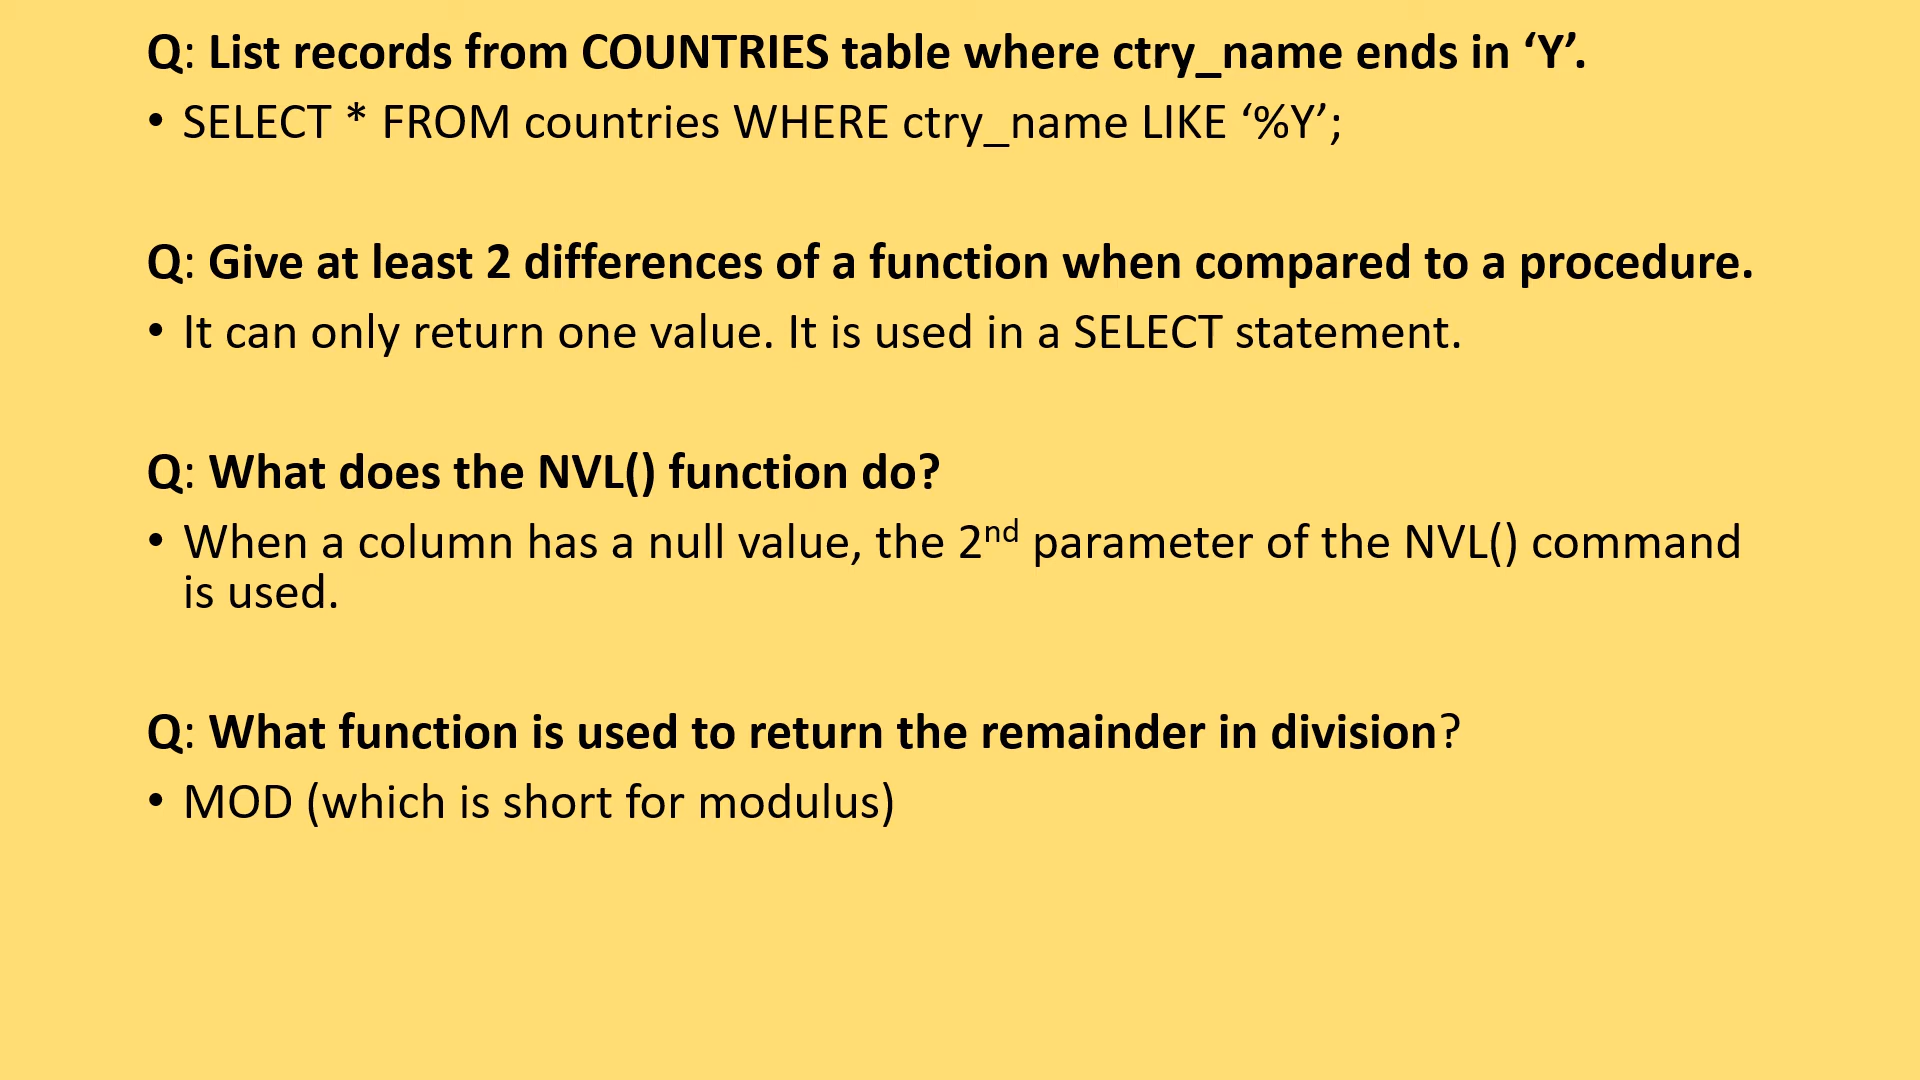 Q: List records from COUNTRIES table where ctry_name ends in ‘Y’.
• SELECT * FROM countries WHERE ctry_name LIKE ‘%Y’;
Q: Give at least 2 differences of a function when compared to a procedure.
• It can only return one value. It is used in a SELECT statement.
Q: What does the NVL() function do?
• When a column has a null value, the 2nd parameter of the NVL() command
is used.
Q: What function is used to return the remainder in division?
• MOD (which is short for modulus)